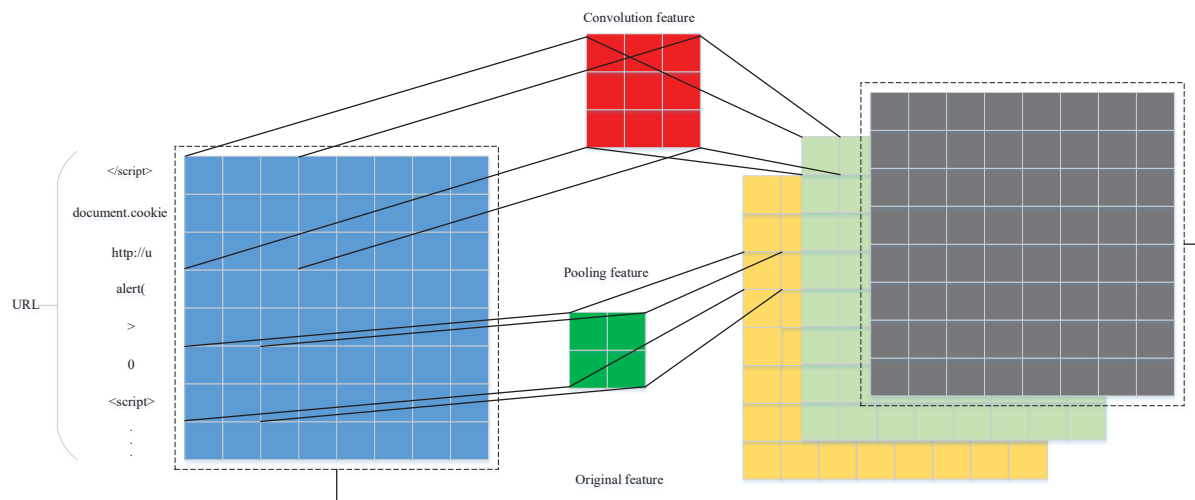 Convolution feature
</script>
document.cookie
http://u
alert(
>
0
<script>
.
.
.
URL
Pooling feature
Original feature